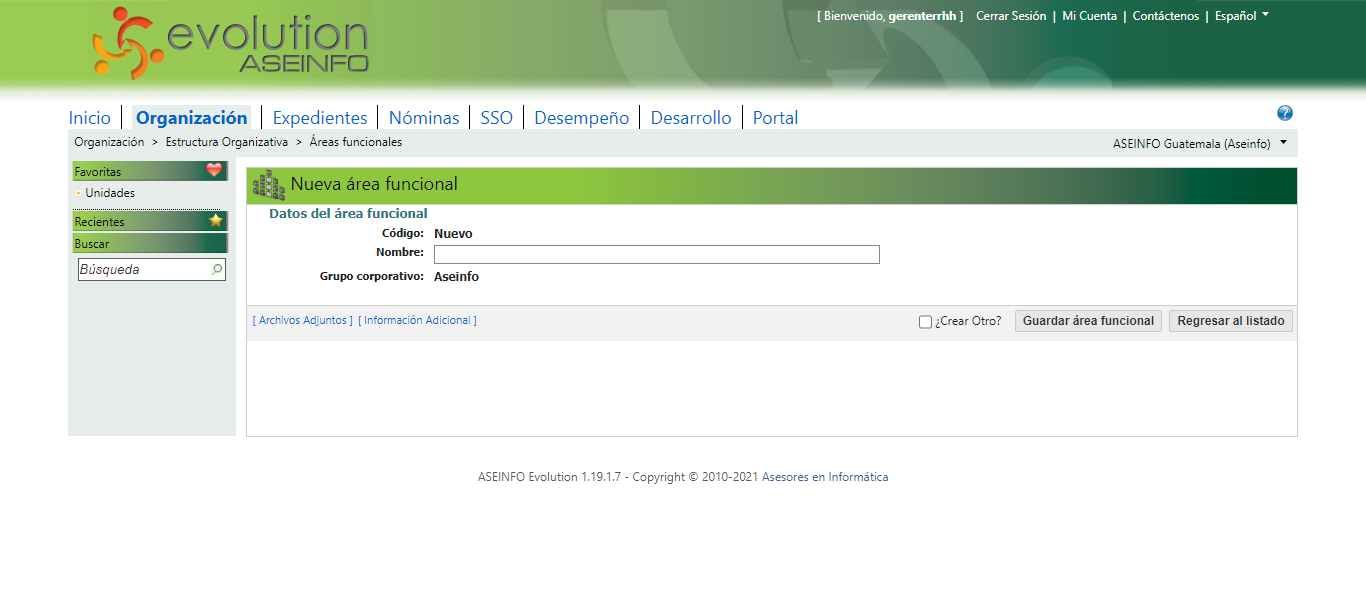 evolution
ASEINFO
[ Bienvenido, gerenterrhh ] Cerrar Sesión | Mi Cuenta | Contáctenos | Español
Inicio | Organización | Expedientes | Nóminas | SSO | Desempeño | Desarrollo | Portal
?
Organización > Estructura Organizativa > Áreas funcionales
ASEINFO Guatemala (Aseinfo)
Favoritas
Unidades
Recientes
Buscar
Búsqueda
Nueva área funcional
Datos del área funcional
Código: Nuevo
Nombre:
Grupo corporativo: Aseinfo
[ Archivos Adjuntos ] [ Información Adicional ]
¿Crear Otro? Guardar área funcional Regresar al listado
ASEINFO Evolution 1.19.1.7 - Copyright © 2010-2021 Asesores en Informática